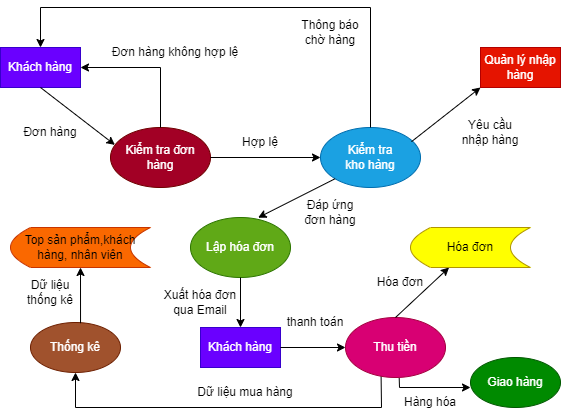 Thông báo
chờ hàng
Đơn hàng không hợp lệ
Khách hàng
Quản lý nhập
hàng
Đơn hàng
Kiểm tra đơn
hàng
Hợp lệ
Kiểm tra
kho hàng
Yêu cầu
nhập hàng
Đáp ứng
đơn hàng
Top sản phẩm,khách
hàng, nhân viên
Lập hóa đơn
Hóa đơn
Dữ liệu
thống kê
Xuất hóa đơn
qua Email
Hóa đơn
thanh toán
Thống kê
Khách hàng
Thu tiền
Giao hàng
Dữ liệu mua hàng
Hàng hóa